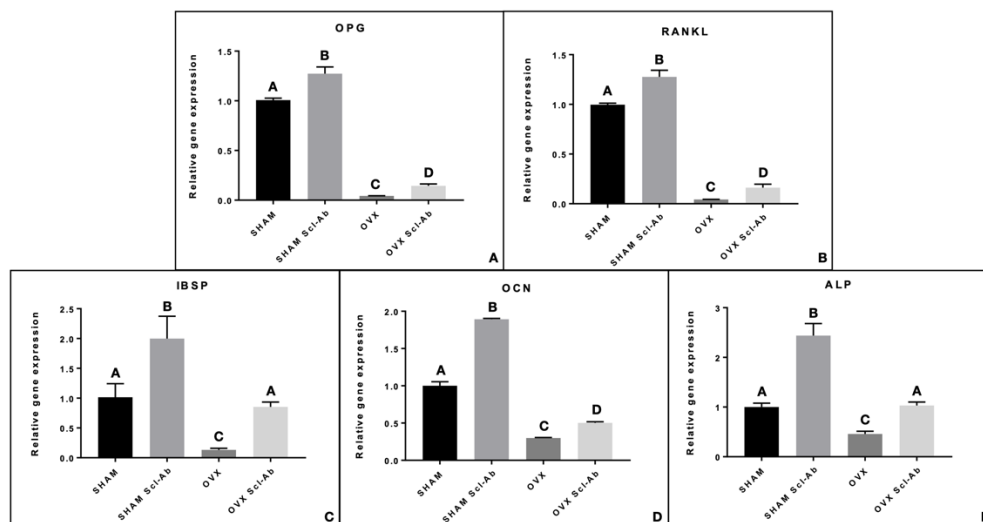 OPG
Relative gene expression
1.5
1.0
0.5
0.0
A
B
C
D
SHAM
SHAM Scl-Ab
OVX
OVX Scl-Ab
A
RANKL
Relative gene expression
1.5
1.0
0.5
0.0
A
B
C
D
SHAM
SHAM Scl-Ab
OVX
OVX Scl-Ab
B
IBSP
Relative gene expression
2.5
2.0
1.5
1.0
0.5
0.0
A
B
C
A
SHAM
SHAM Scl-Ab
OVX
OVX Scl-Ab
C
OCN
Relative gene expression
2.0
1.5
1.0
0.5
0.0
A
B
C
D
SHAM
SHAM Scl-Ab
OVX
OVX Scl-Ab
D
ALP
Relative gene expression
3
2
1
0
A
B
C
A
SHAM
SHAM Scl-Ab
OVX
OVX Scl-Ab